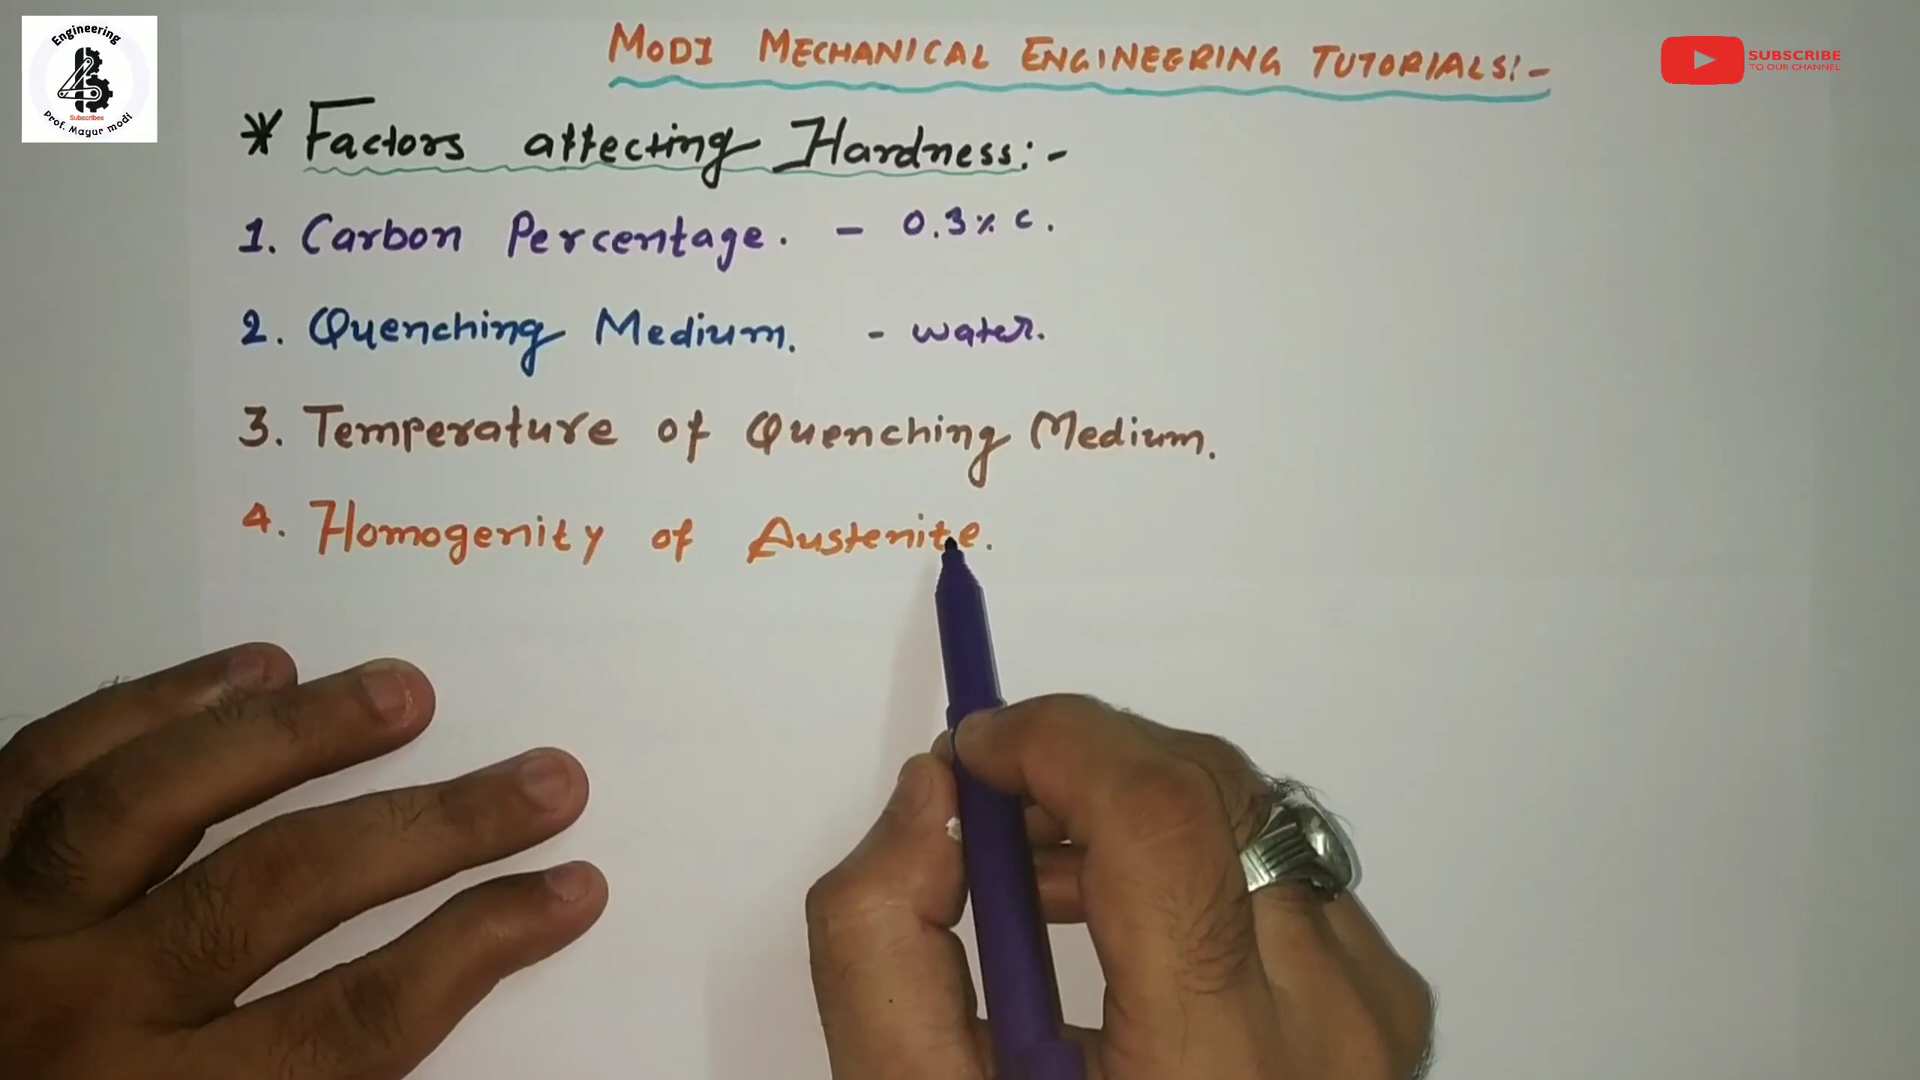 Engineering
Subscribes
Prof. Mayur modi
MODI MECHANICAL ENGINEERING TUTORIALS:-
SUBSCRIBE
TO OUR CHANNEL
* Factors affecting Hardness:-
1. Carbon Percentage. - 0.3% C.
2. Quenching Medium. - water.
3. Temperature of Quenching Medium.
4. Homogenity of Austenite.